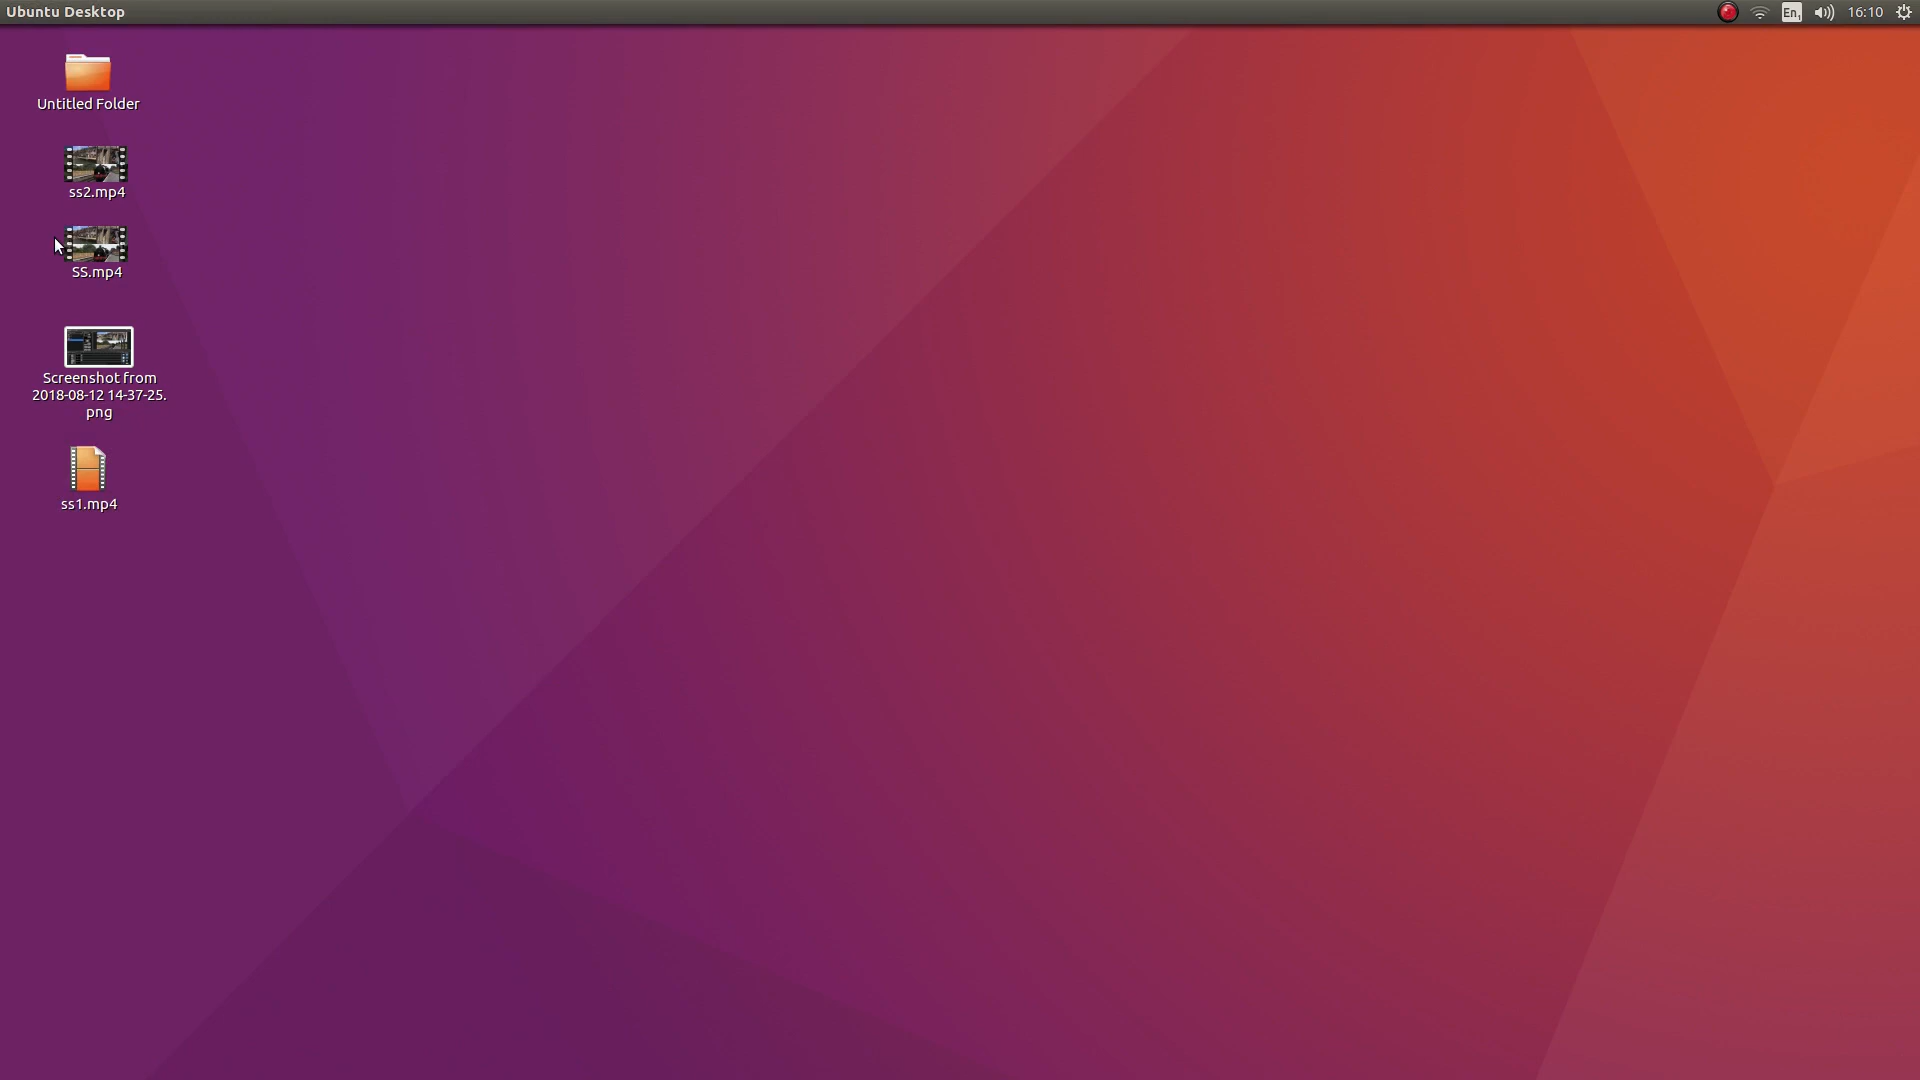 Ubuntu Desktop
En1
16:10
Untitled Folder
ss2.mp4
SS.mp4
Screenshot from
2018-08-12 14-37-25.
png
ss1.mp4